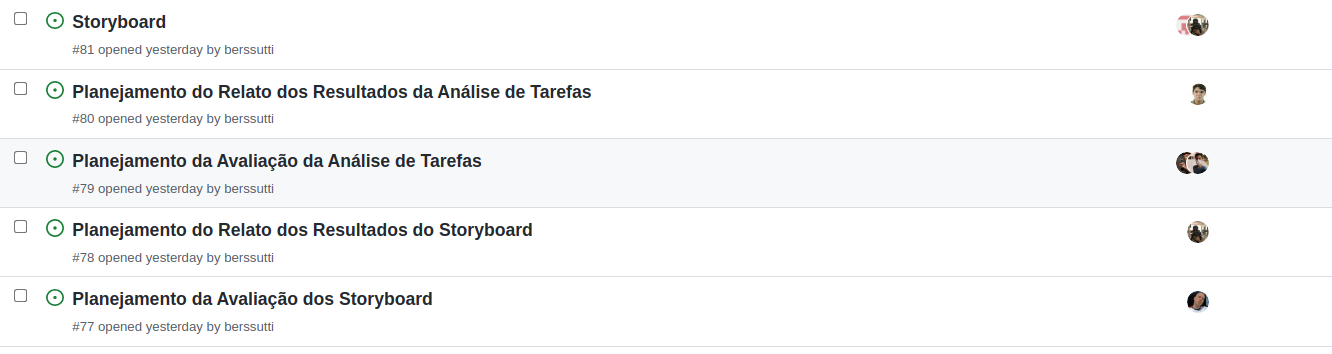 Storyboard
#81 opened yesterday by berssutti
Planejamento do Relato dos Resultados da Análise de Tarefas
#80 opened yesterday by berssutti
Planejamento da Avaliação da Análise de Tarefas
#79 opened yesterday by berssutti
Planejamento do Relato dos Resultados do Storyboard
#78 opened yesterday by berssutti
Planejamento da Avaliação dos Storyboard
#77 opened yesterday by berssutti